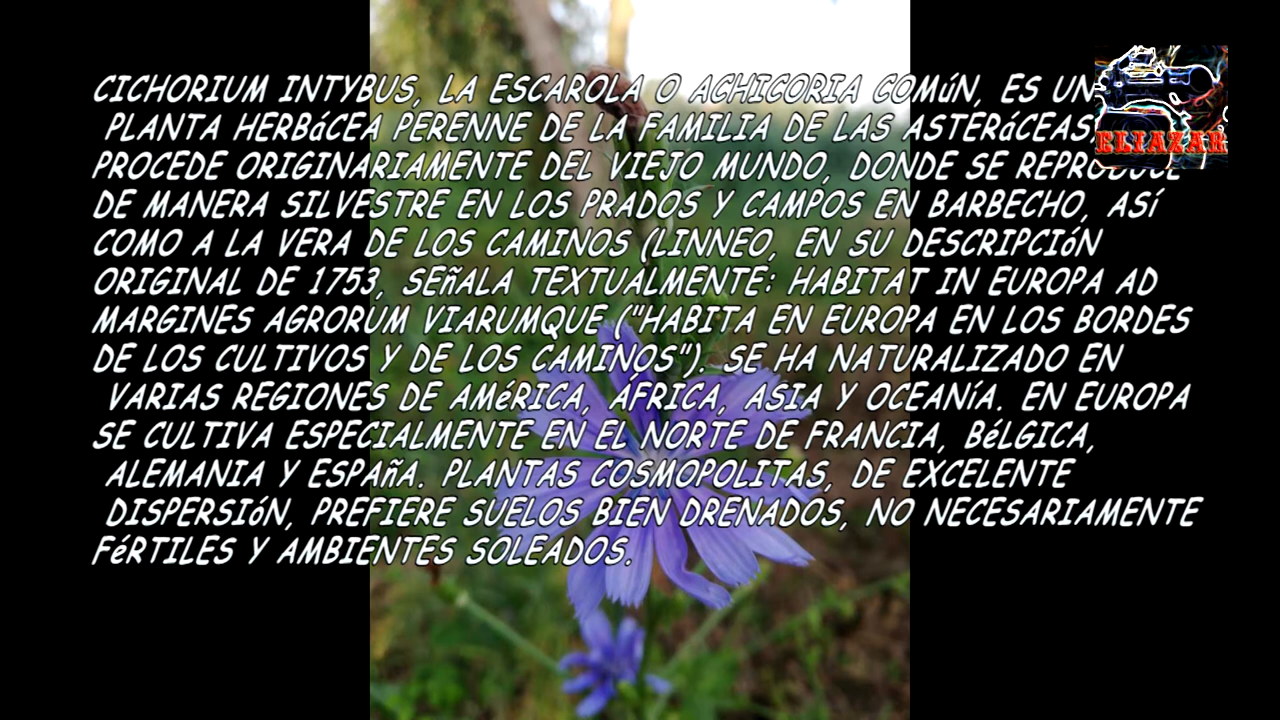 CICHORIUM INTYBUS, LA ESCAROLA O ACHICORIA COMúN, ES UN
PLANTA HERBáCEA PERENNE DE LA FAMILIA DE LAS ASTERáCEAS
PROCEDE ORIGINARIAMENTE DEL VIEJO MUNDO, DONDE SE REPRODUCE
DE MANERA SILVESTRE EN LOS PRADOS Y CAMPOS EN BARBECHO, ASí
COMO A LA VERA DE LOS CAMINOS (LINNEO, EN SU DESCRIPCIóN
ORIGINAL DE 1753, SEñALA TEXTUALMENTE: HABITAT IN EUROPA AD
MARGINES AGRORUM VIARUMQUE ("HABITA EN EUROPA EN LOS BORDES
DE LOS CULTIVOS Y DE LOS CAMINOS"). SE HA NATURALIZADO EN
VARIAS REGIONES DE AMéRICA, ÁFRICA, ASIA Y OCEANíA. EN EUROPA
SE CULTIVA ESPECIALMENTE EN EL NORTE DE FRANCIA, BéLGICA,
ALEMANIA Y ESPAñA. PLANTAS COSMOPOLITAS, DE EXCELENTE
DISPERSIóN, PREFIERE SUELOS BIEN DRENADOS, NO NECESARIAMENTE
FéRTILES Y AMBIENTES SOLEADOS.
ELIAZAR